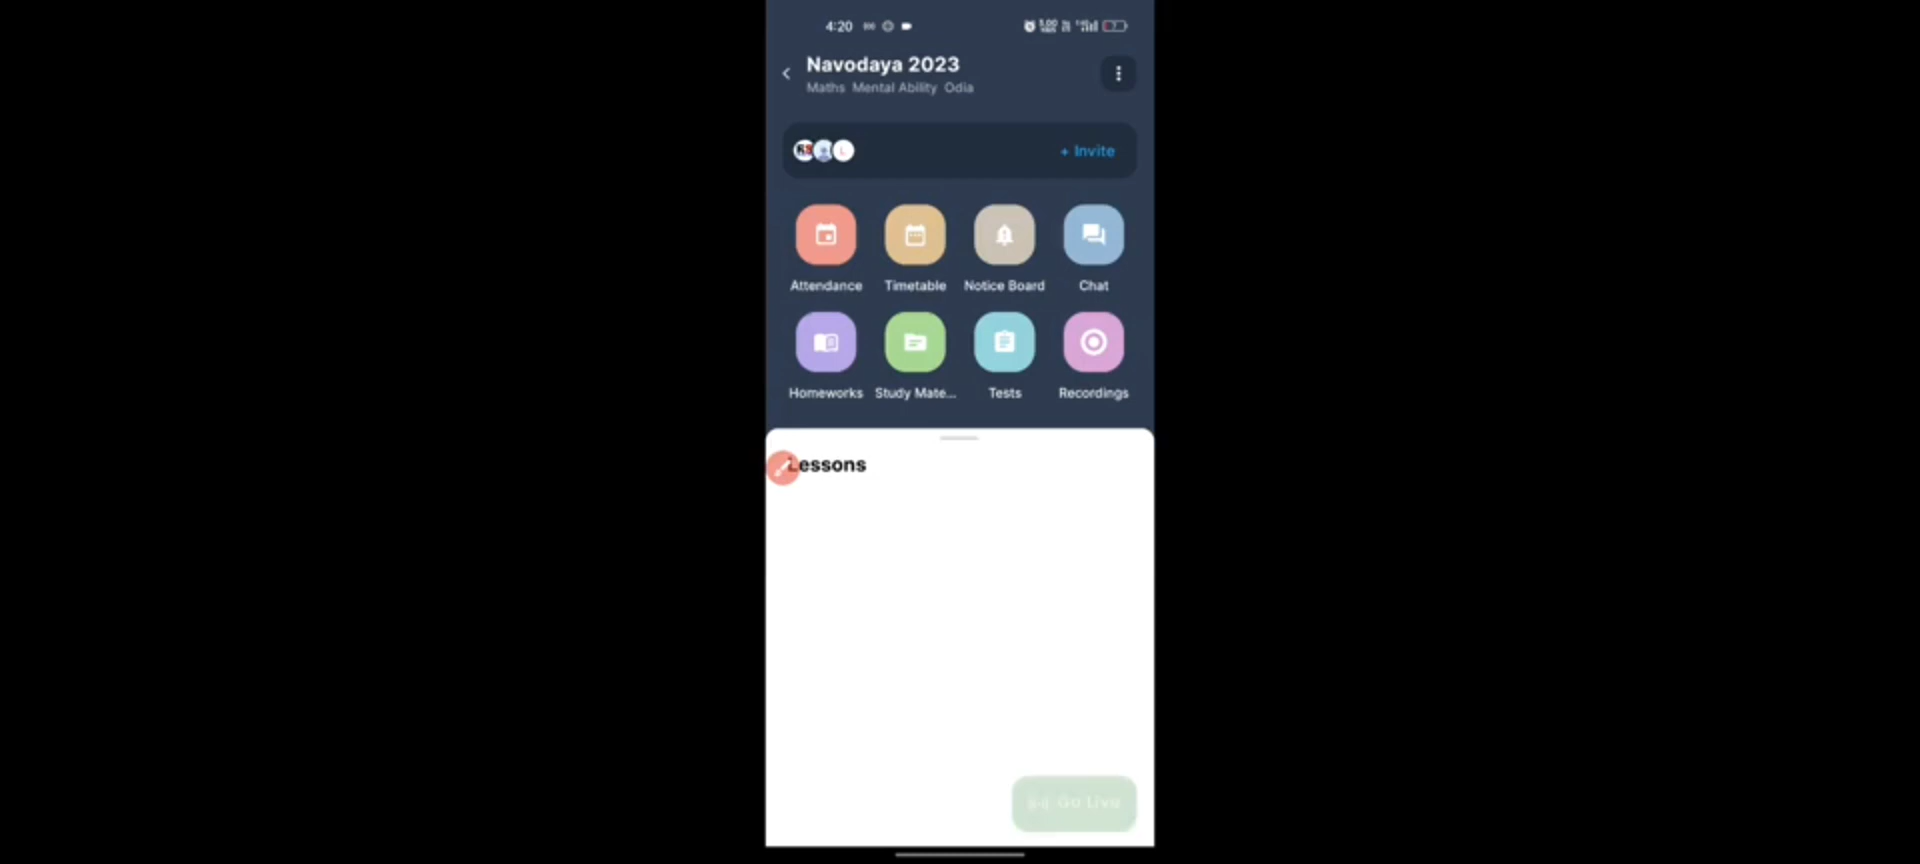 4:20
Navodaya 2023
Maths Mental Ability Odia
+ Invite
Attendance Timetable Notice Board Chat
Homeworks Study Mate... Tests Recordings
Lessons
Go Live